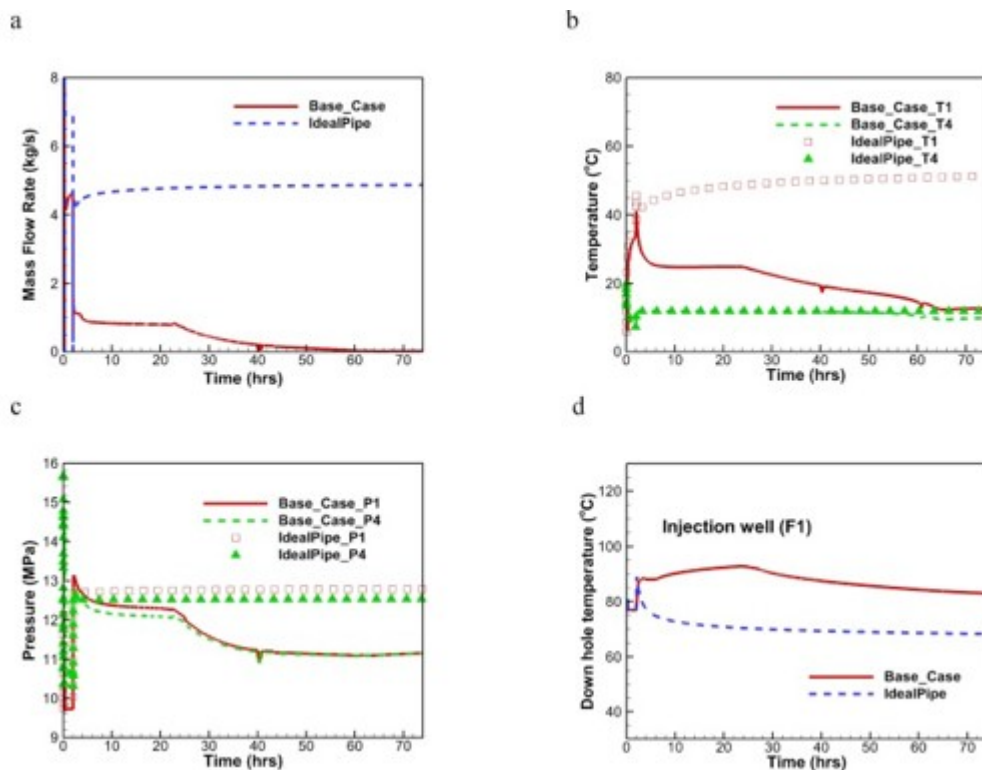 a
8
6
4
2
0
Mass Flow Rate (kg/s)
Base_Case
IdealPipe
0 10 20 30 40 50 60 70
Time (hrs)
b
80
60
40
20
0
Temperature (°C)
Base_Case_T1
Base_Case_T4
IdealPipe_T1
IdealPipe_T4
0 10 20 30 40 50 60 70
Time (hrs)
c
16
15
14
13
12
11
10
9
Pressure (MPa)
Base_Case_P1
Base_Case_P4
IdealPipe_P1
IdealPipe_P4
0 10 20 30 40 50 60 70
Time (hrs)
d
120
100
80
60
40
Down hole temperature (°C)
Injection well (F1)
Base_Case
IdealPipe
0 10 20 30 40 50 60 70
Time (hrs)